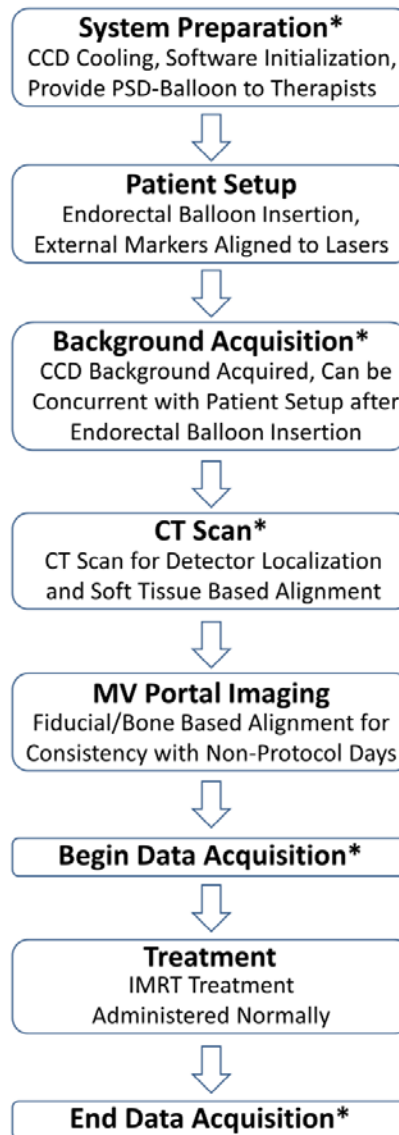 System Preparation*
CCD Cooling, Software Initialization,
Provide PSD-Balloon to Therapists
Patient Setup
Endorectal Balloon Insertion,
External Markers Aligned to Lasers
Background Acquisition*
CCD Background Acquired, Can be
Concurrent with Patient Setup after
Endorectal Balloon Insertion
CT Scan*
CT Scan for Detector Localization
and Soft Tissue Based Alignment
MV Portal Imaging
Fiducial/Bone Based Alignment for
Consistency with Non-Protocol Days
Begin Data Acquisition*
Treatment
IMRT Treatment
Administered Normally
End Data Acquisition*